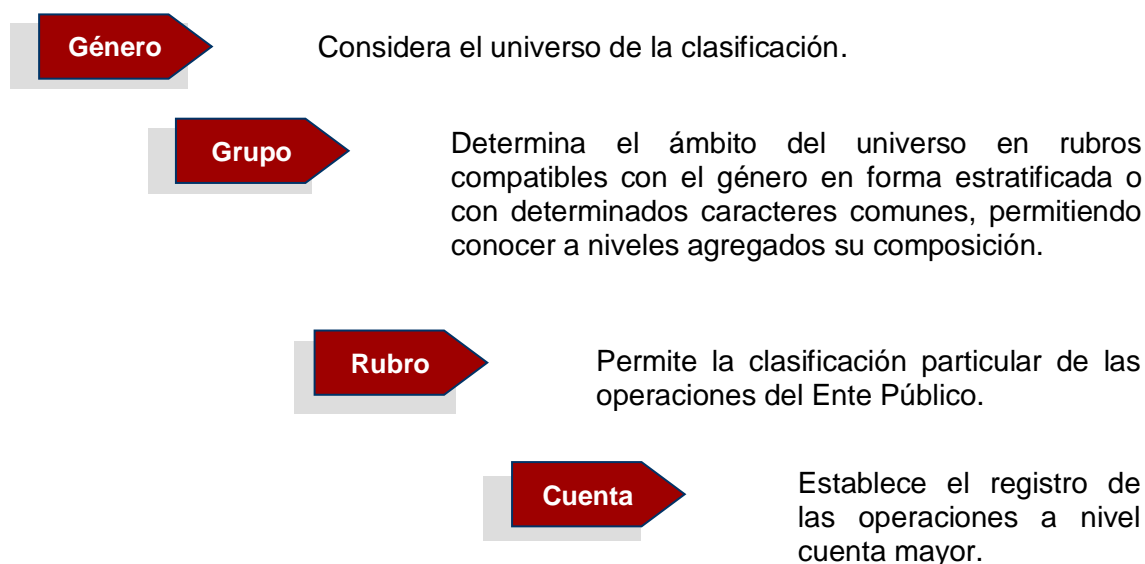 Género
Considera el universo de la clasificación.
Grupo
Determina el ámbito del universo en rubros
compatibles con el género en forma estratificada o
con determinados caracteres comunes, permitiendo
conocer a niveles agregados su composición.
Rubro
Permite la clasificación particular de las
operaciones del Ente Público.
Cuenta
Establece el registro de
las operaciones a nivel
cuenta mayor.